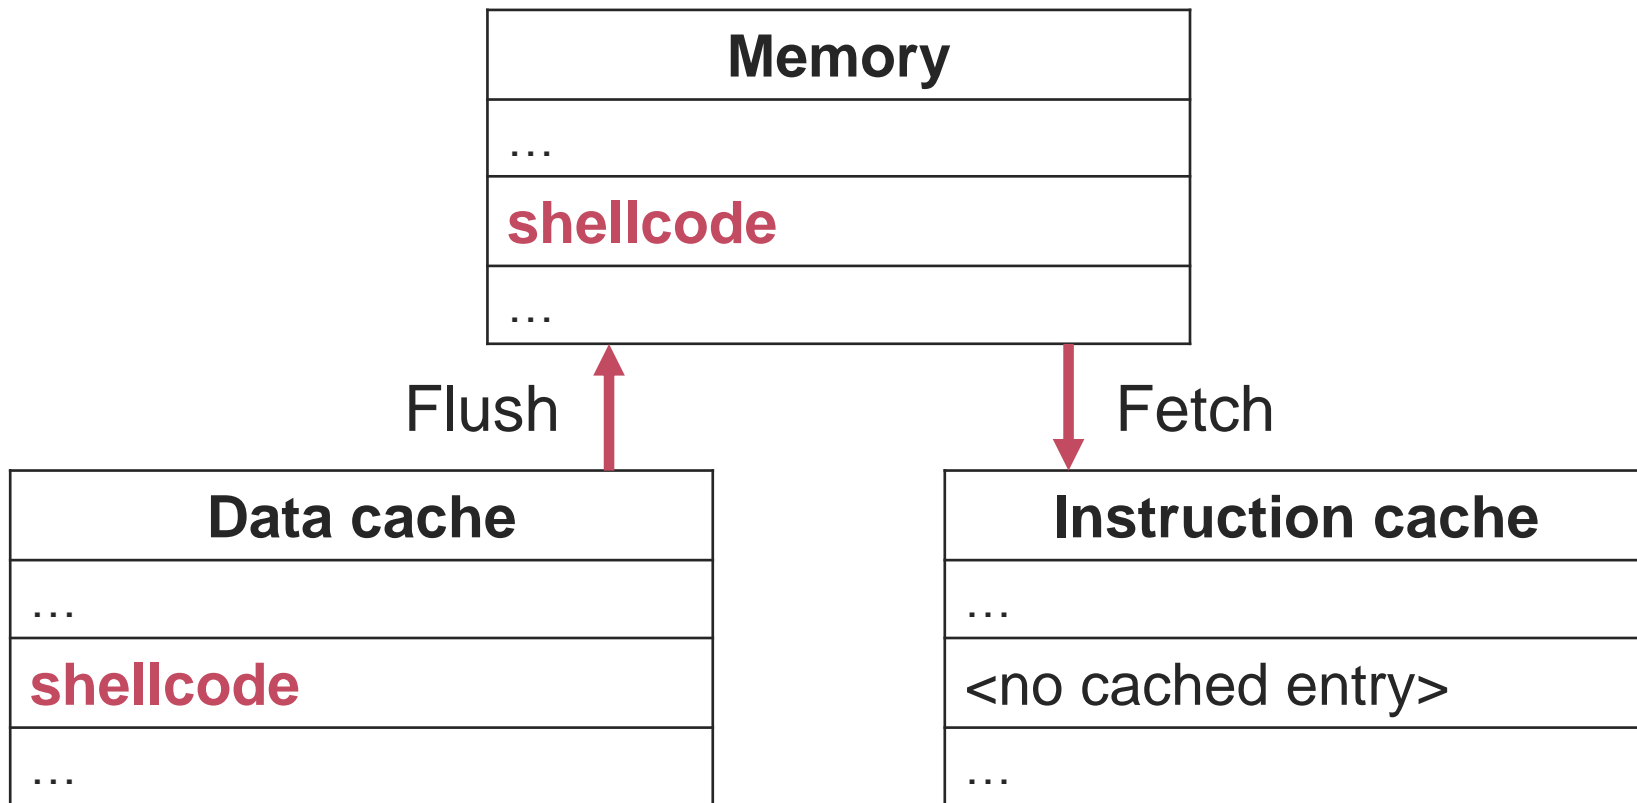 Memory
...
shellcode
...
Flush
Fetch
Data cache
...
shellcode
...
Instruction cache
...
<no cached entry>
...